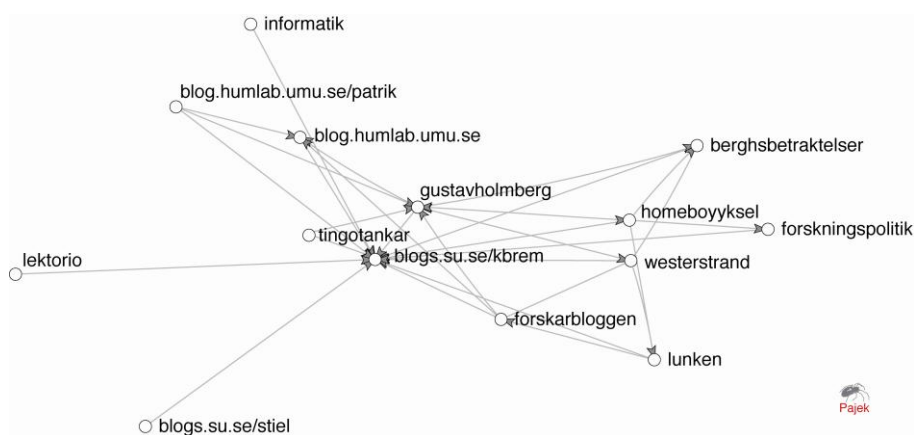 informatik
blog.humlab.umu.se/patrik
blog.humlab.umu.se
berghsbetraktelser
gustavholmberg
homeboyyksel
tingotankar
forskningspolitik
blogs.su.se/kbrem
westerstrand
lektorio
forskarbloggen
lunken
Pajek
blogs.su.se/stiel